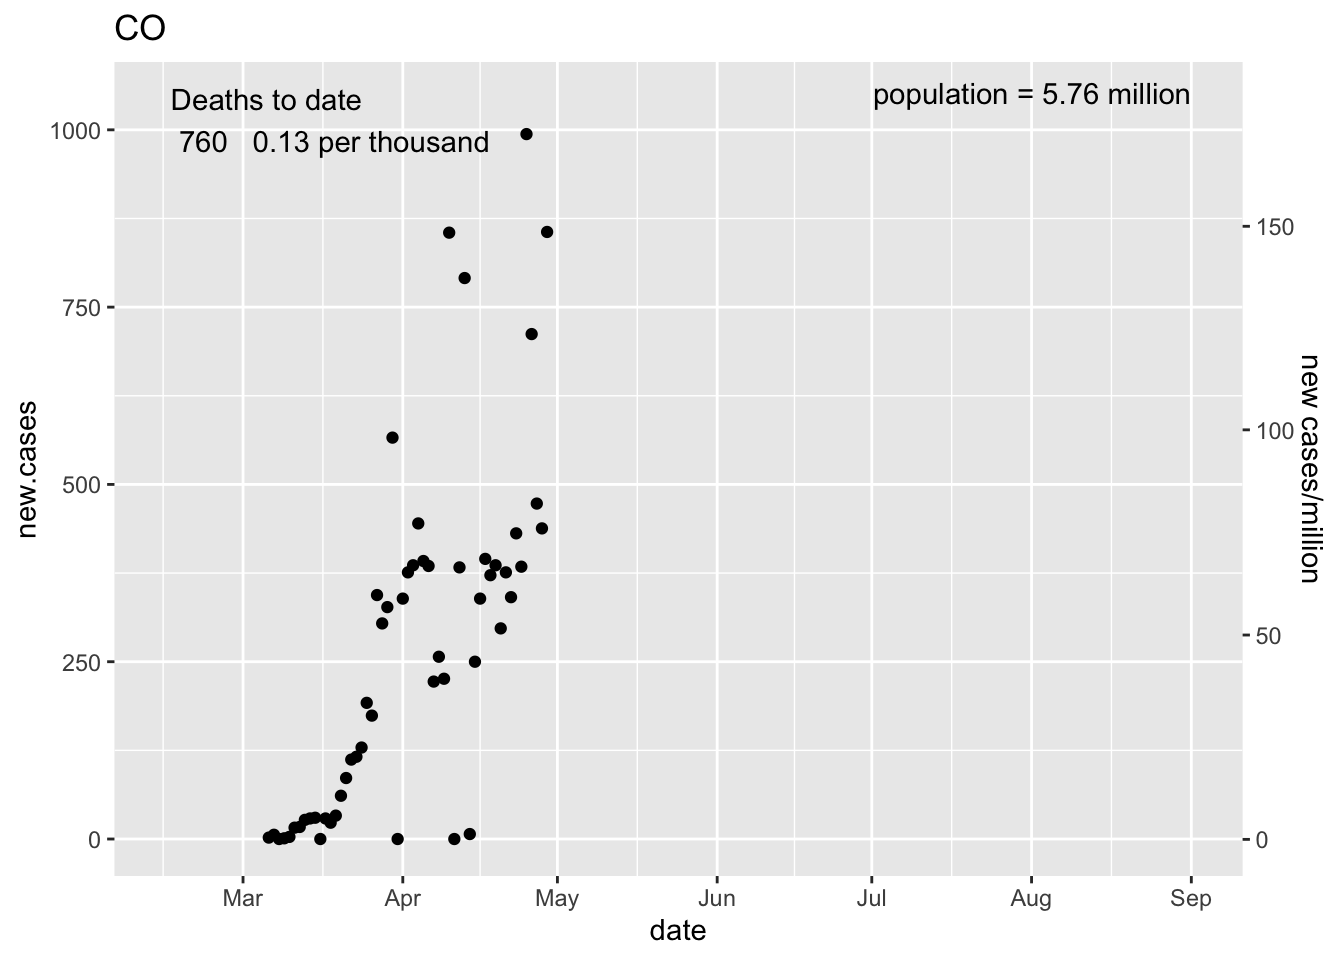 CO
Deaths to date
population = 5.76 million
760 0.13 per thousand
1000
750
500
250
0
new.cases
150
100
50
0
new cases/million
Mar Apr May Jun Jul Aug Sep
date